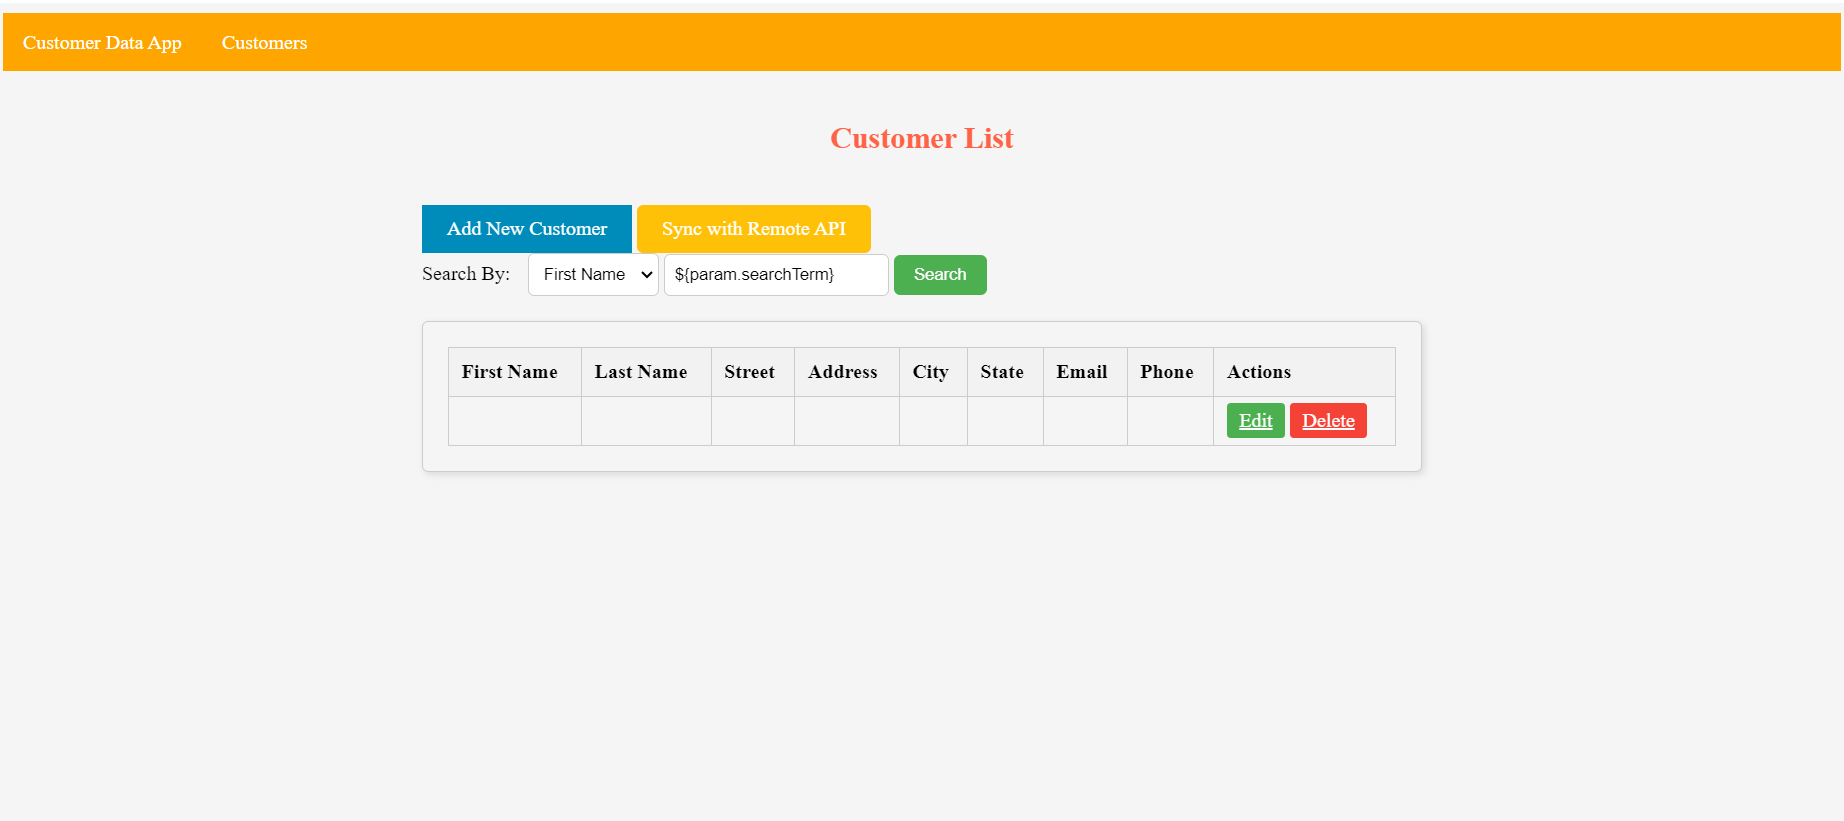 Customer Data App Customers
Customer List
Add New Customer Sync with Remote API
Search By: First Name ${param.searchTerm} Search
First Name Last Name Street Address City State Email Phone Actions
Edit Delete